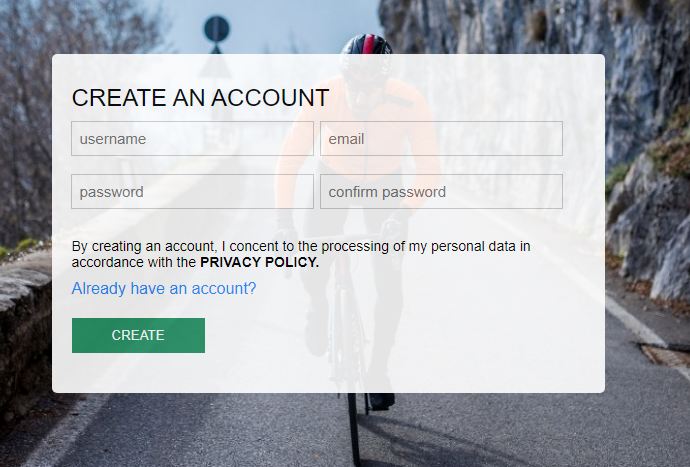 CREATE AN ACCOUNT
username email
password confirm password
By creating an account, I concent to the processing of my personal data in
accordance with the PRIVACY POLICY.
Already have an account?
CREATE